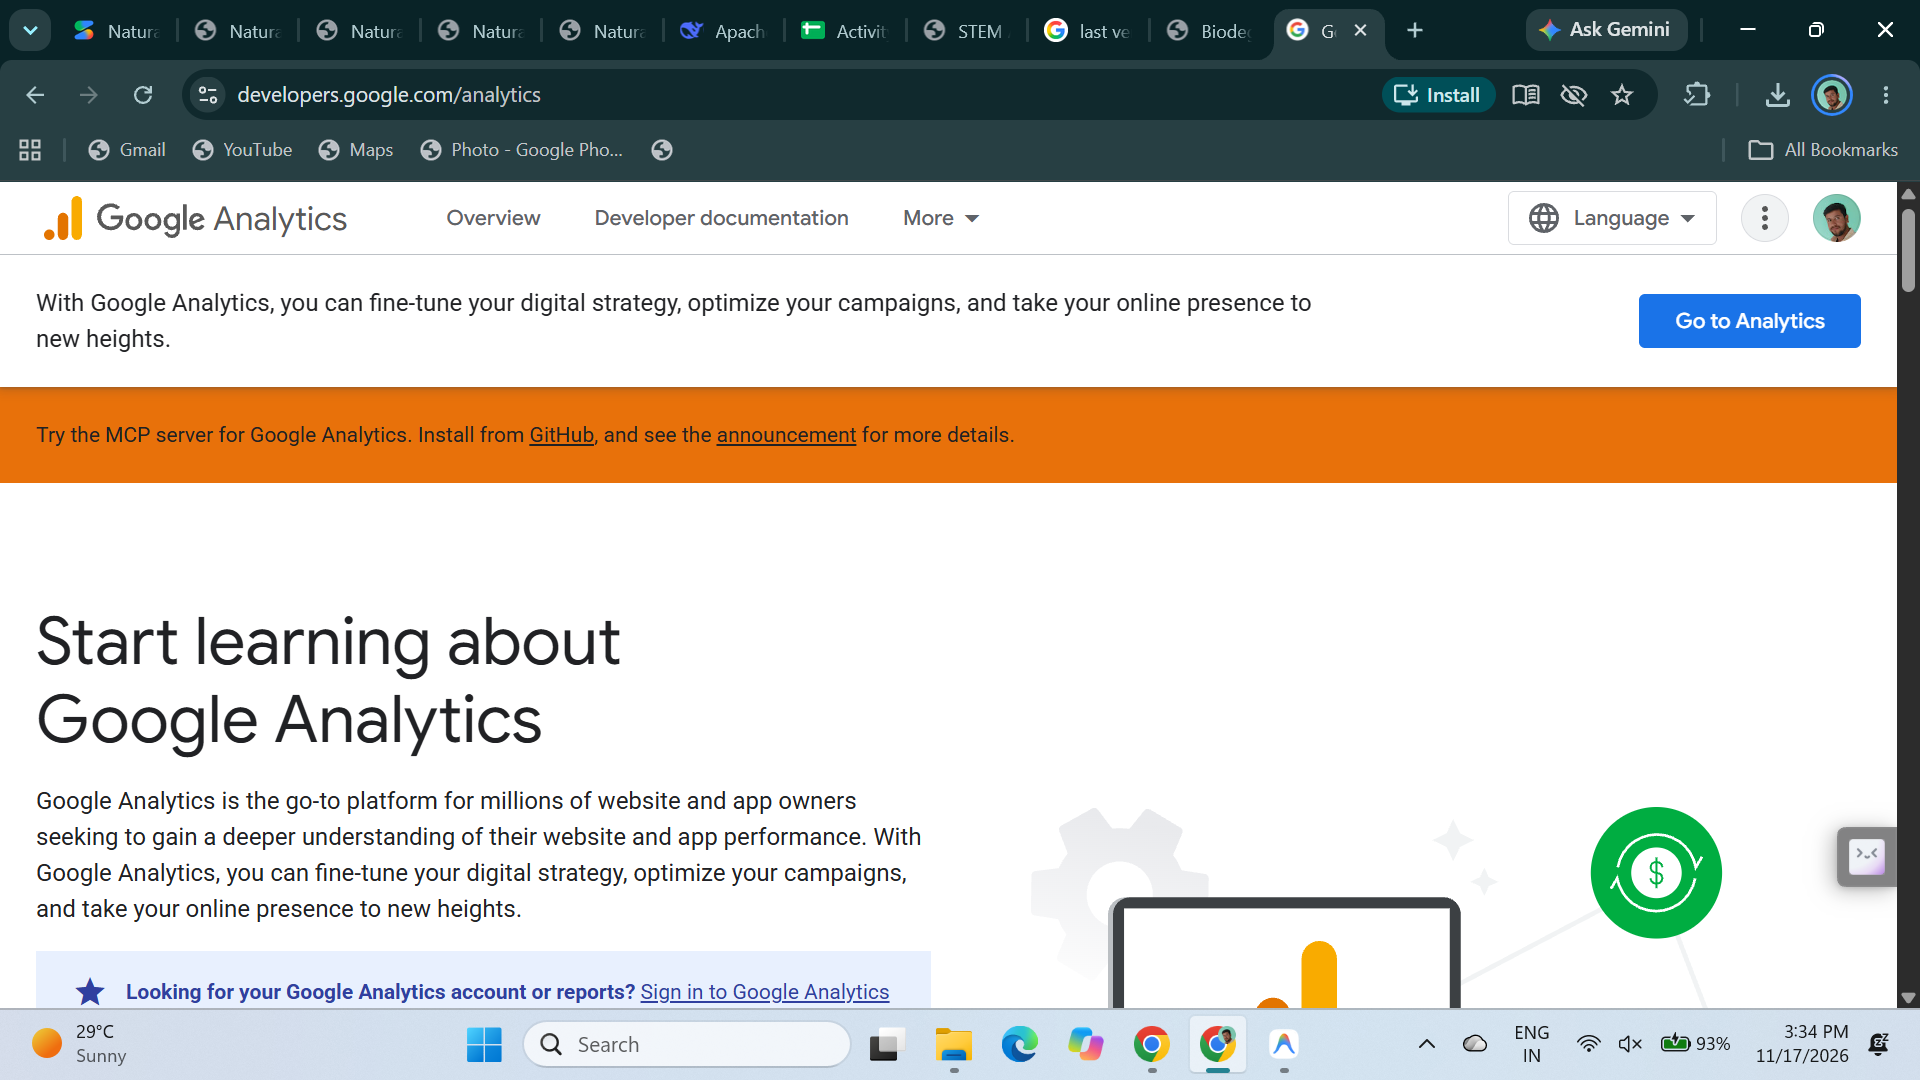 Natura
Natura
Natura
Natura
Natura
Apach
Activit
STEM
last ve
Biode
G
Ask Gemini
developers.google.com/analytics
Install
Gmail
YouTube
Maps
Photo - Google Pho...
All Bookmarks
Google Analytics
Overview
Developer documentation
More
Language
With Google Analytics, you can fine-tune your digital strategy, optimize your campaigns, and take your online presence to
new heights.
Go to Analytics
Try the MCP server for Google Analytics. Install from GitHub, and see the announcement for more details.
Start learning about
Google Analytics
Google Analytics is the go-to platform for millions of website and app owners
seeking to gain a deeper understanding of their website and app performance. With
Google Analytics, you can fine-tune your digital strategy, optimize your campaigns,
and take your online presence to new heights.
$
Looking for your Google Analytics account or reports? Sign in to Google Analytics
29°C
Sunny
Search
ENG
IN
93%
3:34 PM
11/17/2026